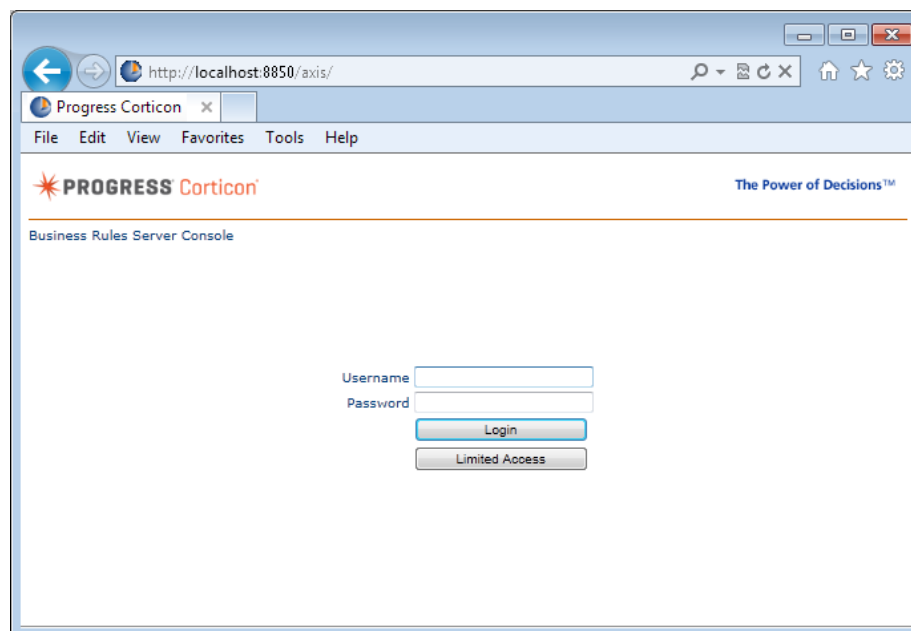 http://localhost:8850/axis/
Progress Corticon
File Edit View Favorites Tools Help
PROGRESS Corticon
The Power of Decisions™
Business Rules Server Console
Username
Password
Login
Limited Access